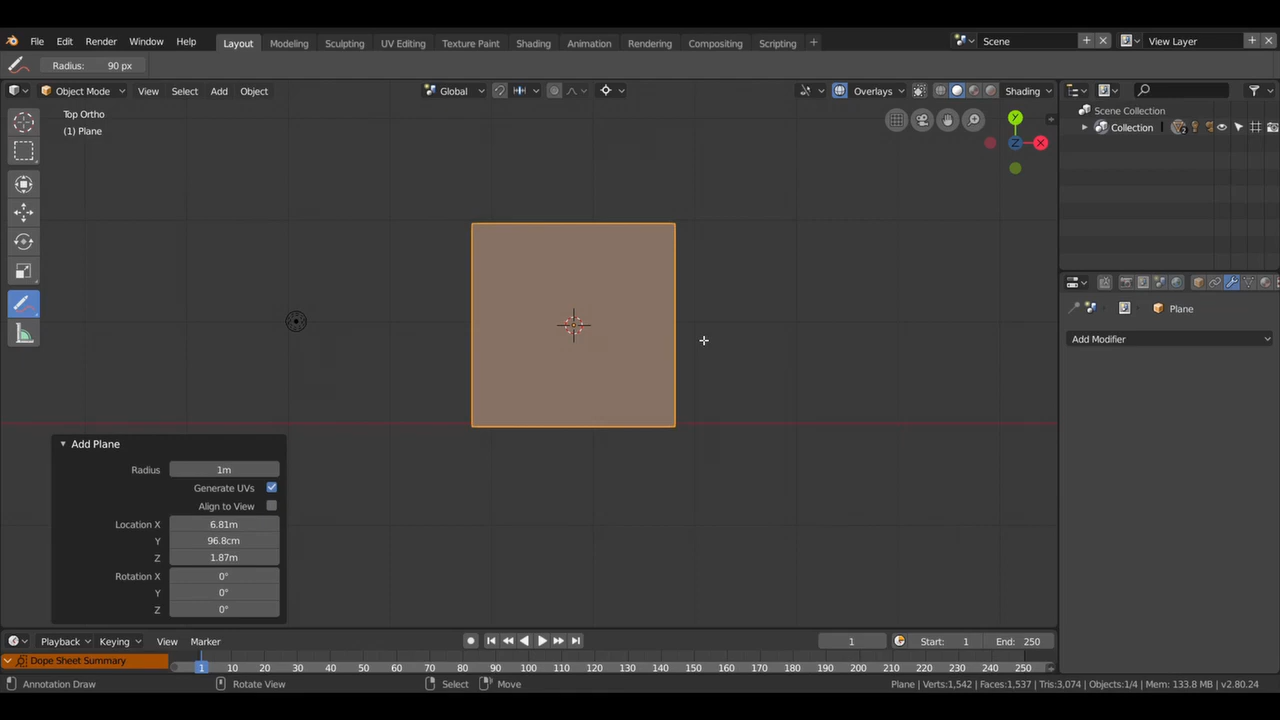 File Edit Render Window Help Layout Modeling Sculpting UV Editing Texture Paint Shading Animation Rendering Compositing Scripting + Scene View Layer
Radius: 90 px
Object Mode View Select Add Object Global Overlays Shading
Top Ortho
(1) Plane
Y
Z
X
Scene Collection
Collection
2
Plane
Add Modifier
Add Plane
Radius 1m
Generate UVs
Align to View
Location X 6.81m
Y 96.8cm
Z 1.87m
Rotation X 0°
Y 0°
Z 0°
Playback Keying View Marker 1 Start: 1 End: 250
Dope Sheet Summary 1 10 20 30 40 50 60 70 80 90 100 110 120 130 140 150 160 170 180 190 200 210 220 230 240 250
Annotation Draw Rotate View Select Move Plane | Verts:1,542 | Faces:1,537 | Tris:3,074 | Objects:1/4 | Mem: 133.8 MB | v2.80.24